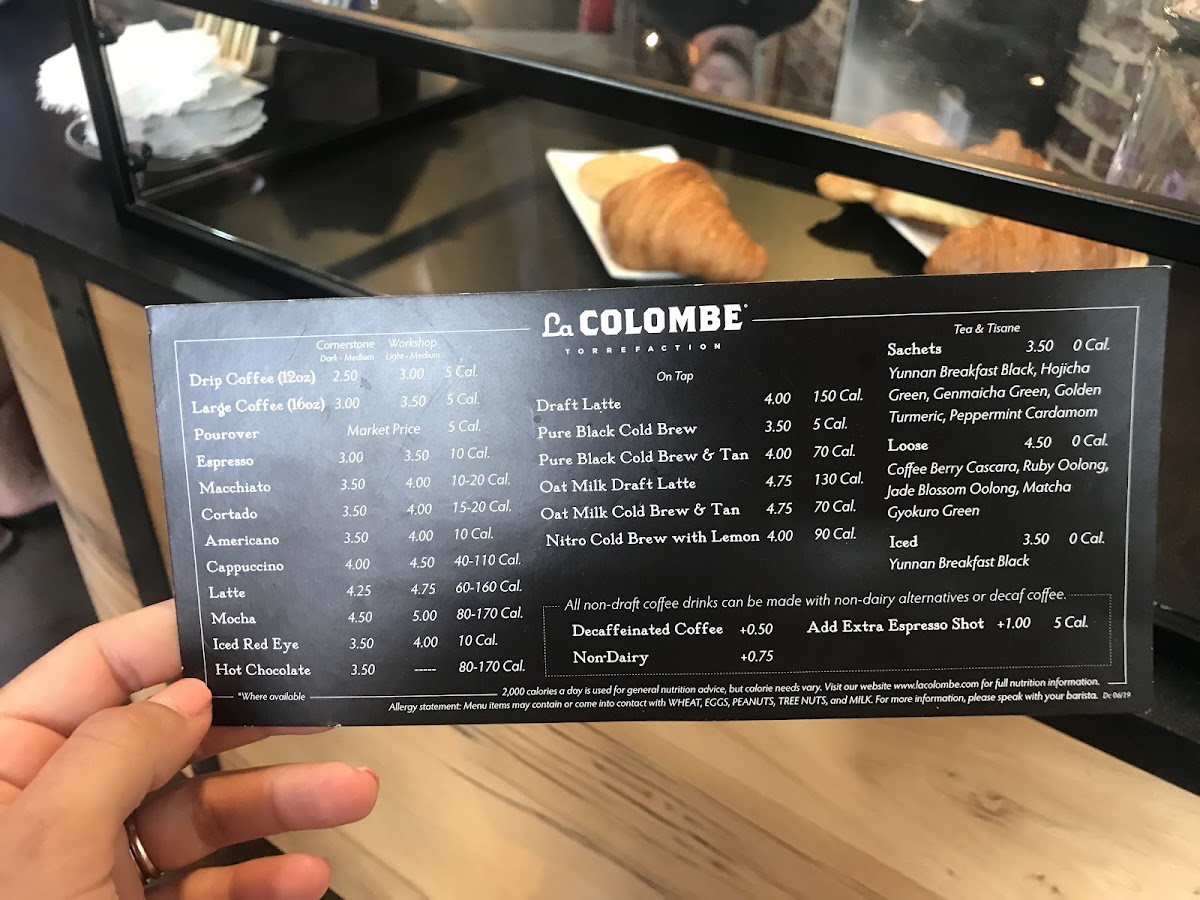 La COLOMBE
TORREFACTION
Cornerstone Workshop
Dark - Medium Light - Medium
Drip Coffee (12oz) 2.50 3.00 5 Cal.
Large Coffee (16oz) 3.00 3.50 5 Cal.
Pourover Market Price 5 Cal.
Espresso 3.00 3.50 10 Cal.
Macchiato 3.50 4.00 10-20 Cal.
Cortado 3.50 4.00 15-20 Cal.
Americano 3.50 4.00 10 Cal.
Cappuccino 4.00 4.50 40-110 Cal.
Latte 4.25 4.75 60-160 Cal.
Mocha 4.50 5.00 80-170 Cal.
Iced Red Eye 3.50 4.00 10 Cal.
Hot Chocolate 3.50 ----- 80-170 Cal.
*Where available
On Tap
Draft Latte 4.00 150 Cal.
Pure Black Cold Brew 3.50 5 Cal.
Pure Black Cold Brew & Tan 4.00 70 Cal.
Oat Milk Draft Latte 4.75 130 Cal.
Oat Milk Cold Brew & Tan 4.75 70 Cal.
Nitro Cold Brew with Lemon 4.00 90 Cal.
Tea & Tisane
Sachets 3.50 0 Cal.
Yunnan Breakfast Black, Hojicha
Green, Genmaicha Green, Golden
Turmeric, Peppermint Cardamom
Loose 4.50 0 Cal.
Coffee Berry Cascara, Ruby Oolong,
Jade Blossom Oolong, Matcha
Gyokuro Green
Iced 3.50 0 Cal.
Yunnan Breakfast Black
All non-draft coffee drinks can be made with non-dairy alternatives or decaf coffee.
Decaffeinated Coffee +0.50 Add Extra Espresso Shot +1.00 5 Cal.
Non-Dairy +0.75
2,000 calories a day is used for general nutrition advice, but calorie needs vary. Visit our website www.lacolombe.com for full nutrition information.
Allergy statement: Menu items may contain or come into contact with WHEAT, EGGS, PEANUTS, TREE NUTS, and MILK. For more information, please speak with your barista. Dc 06/19